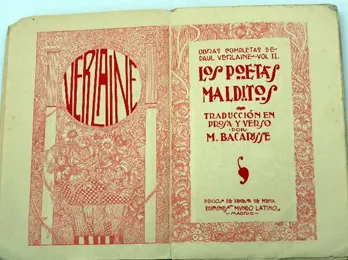 VERLAINE
OBRAS COMPLETAS DE
PAUL VERLAINE—VOL II.
LOS POETAS
MALDITOS
TRADUCCIÓN EN
PROSA Y VERSO
POR
M. BACARISSE
MUNDO LATINO
MADRID